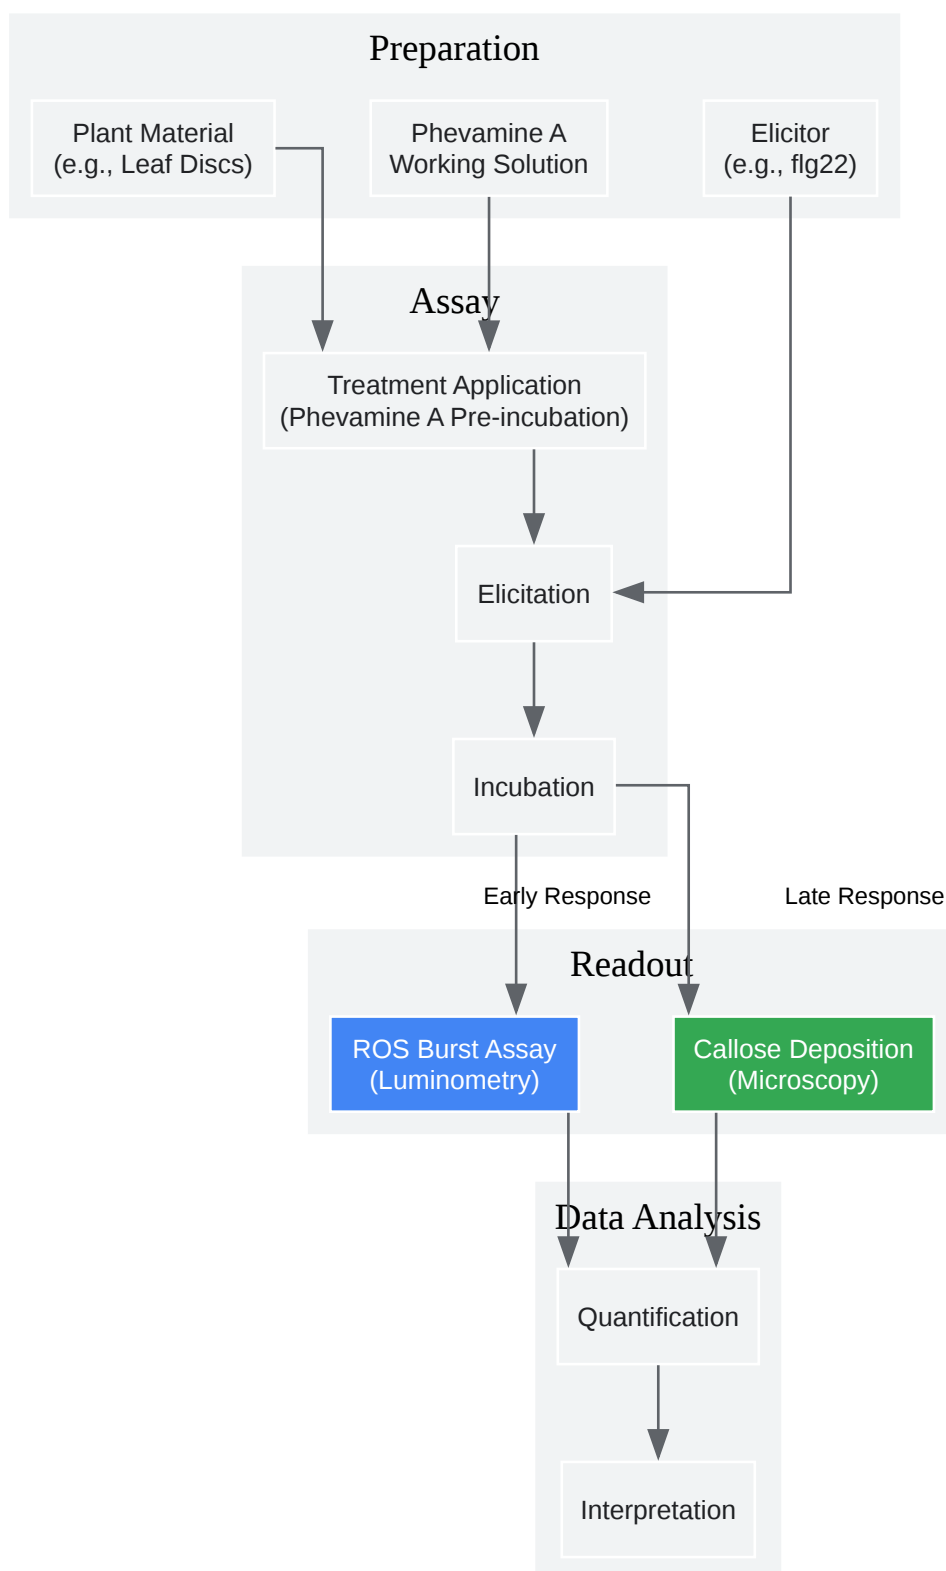 Preparation
Plant Material
(e.g., Leaf Discs)
Phevamine A
Working Solution
Elicitor
(e.g., flg22)
Assay
Treatment Application
(Phevamine A Pre-incubation)
Elicitation
Incubation
Early Response
Late Response
Readout
ROS Burst Assay
(Luminometry)
Callose Deposition
(Microscopy)
Data Analysis
Quantification
Interpretation